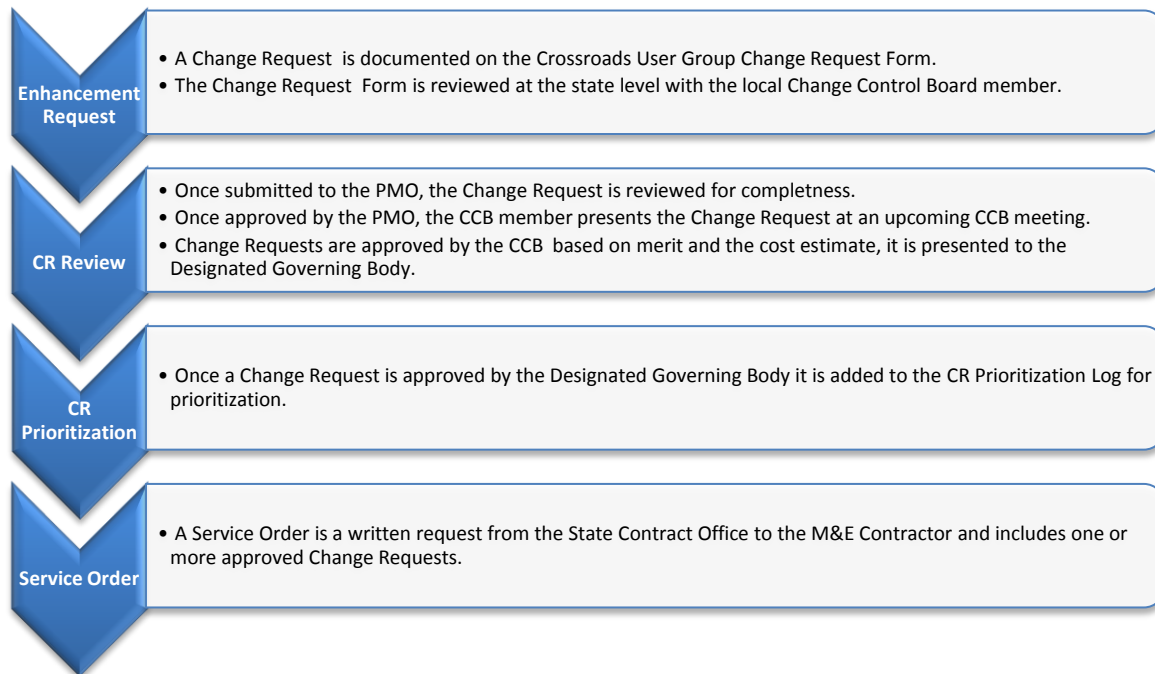 Enhancement
Request
• A Change Request is documented on the Crossroads User Group Change Request Form.
• The Change Request Form is reviewed at the state level with the local Change Control Board member.
CR Review
• Once submitted to the PMO, the Change Request is reviewed for completness.
• Once approved by the PMO, the CCB member presents the Change Request at an upcoming CCB meeting.
• Change Requests are approved by the CCB based on merit and the cost estimate, it is presented to the
Designated Governing Body.
CR
Prioritization
• Once a Change Request is approved by the Designated Governing Body it is added to the CR Prioritization Log for
prioritization.
Service Order
• A Service Order is a written request from the State Contract Office to the M&E Contractor and includes one or
more approved Change Requests.